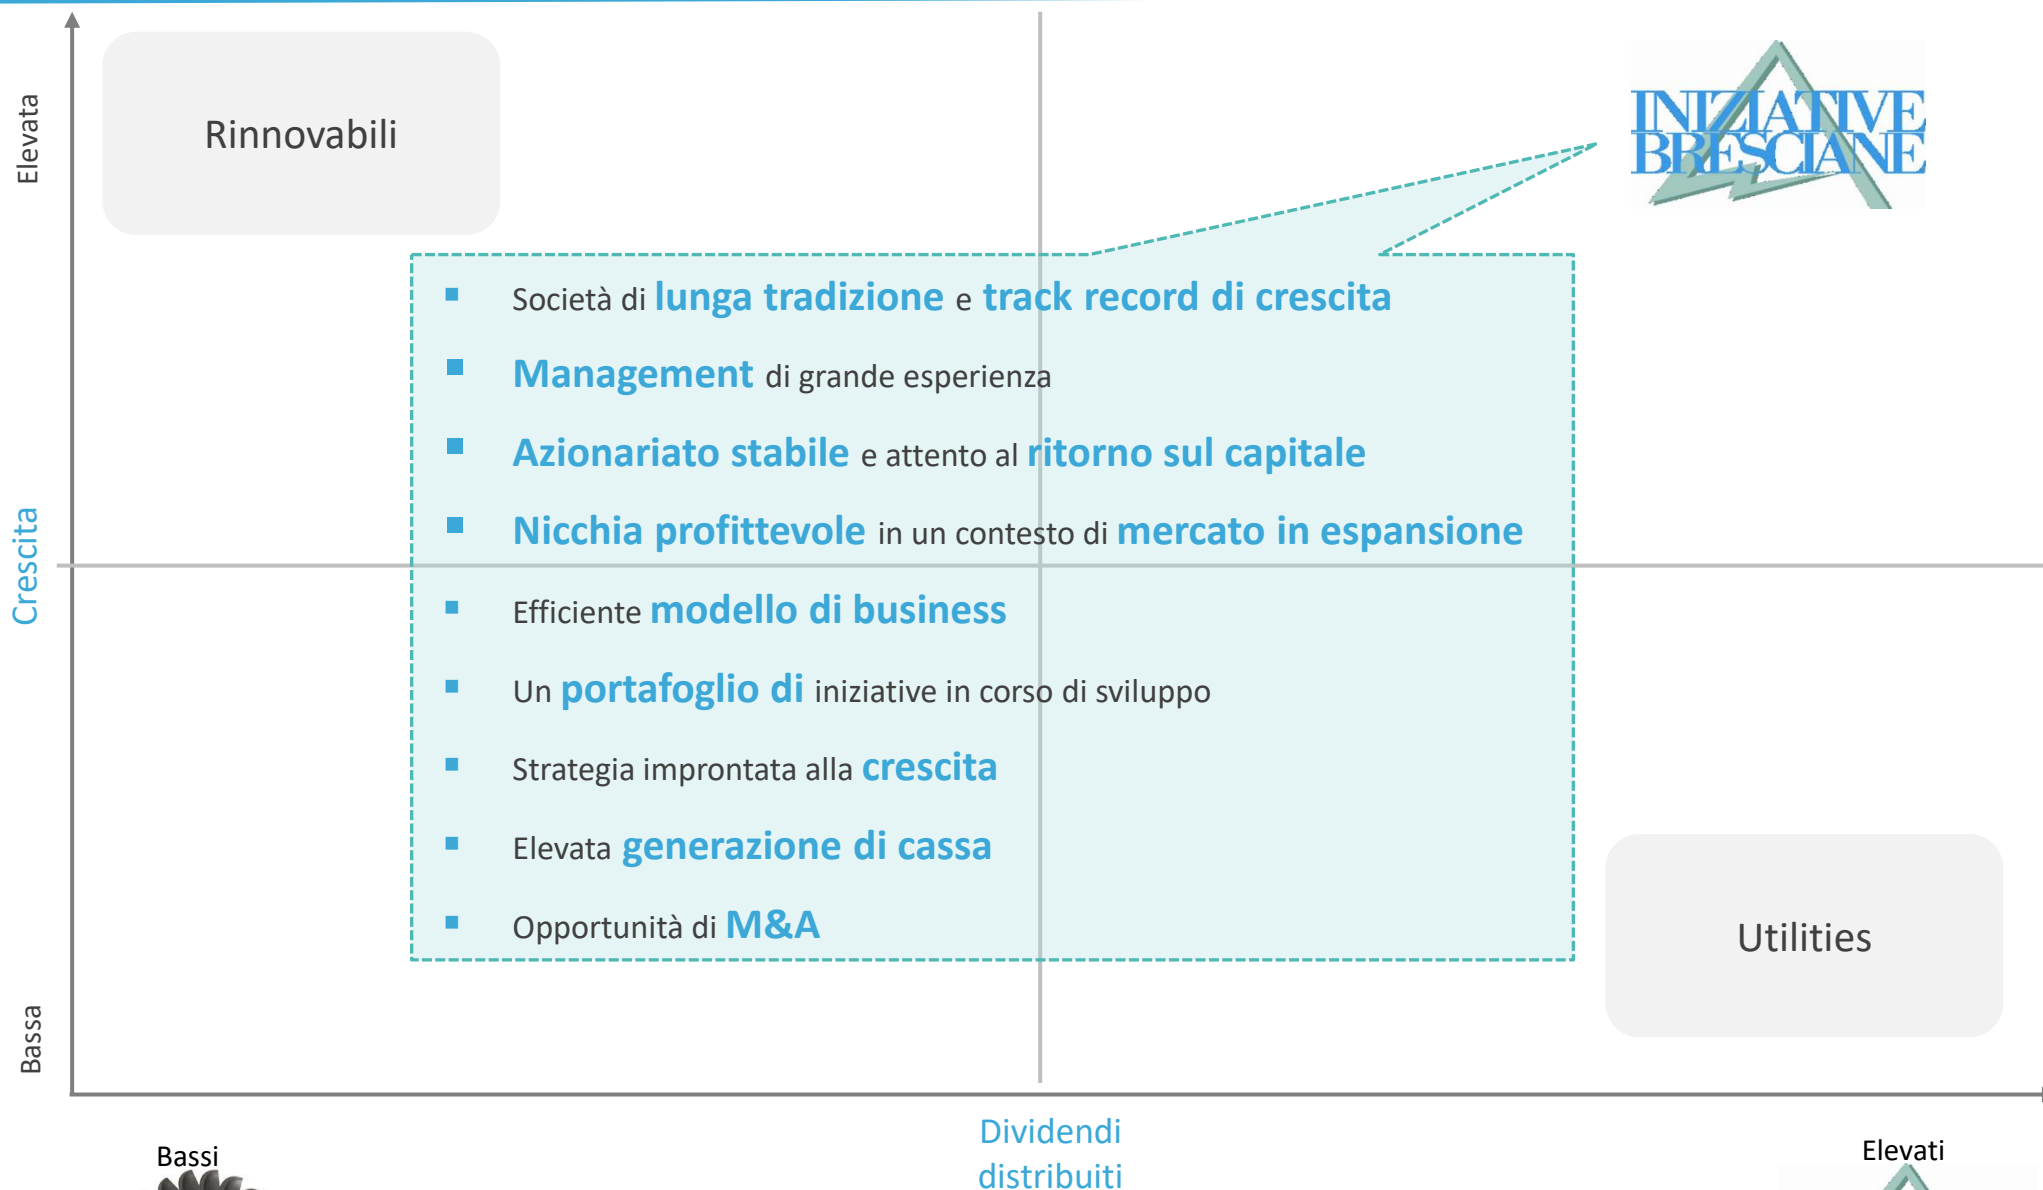 Elevata
Rinnovabili
INIZIATIVE
BRESCIANE
Società di lunga tradizione e track record di crescita
Management di grande esperienza
Azionariato stabile e attento al ritorno sul capitale
Nicchia profittevole in un contesto di mercato in espansione
Crescita
Efficiente modello di business
Un portafoglio di iniziative in corso di sviluppo
Strategia improntata alla crescita
Elevata generazione di cassa
Opportunità di M&A
Utilities
Bassa
Bassi
Dividendi
distribuiti
Elevati